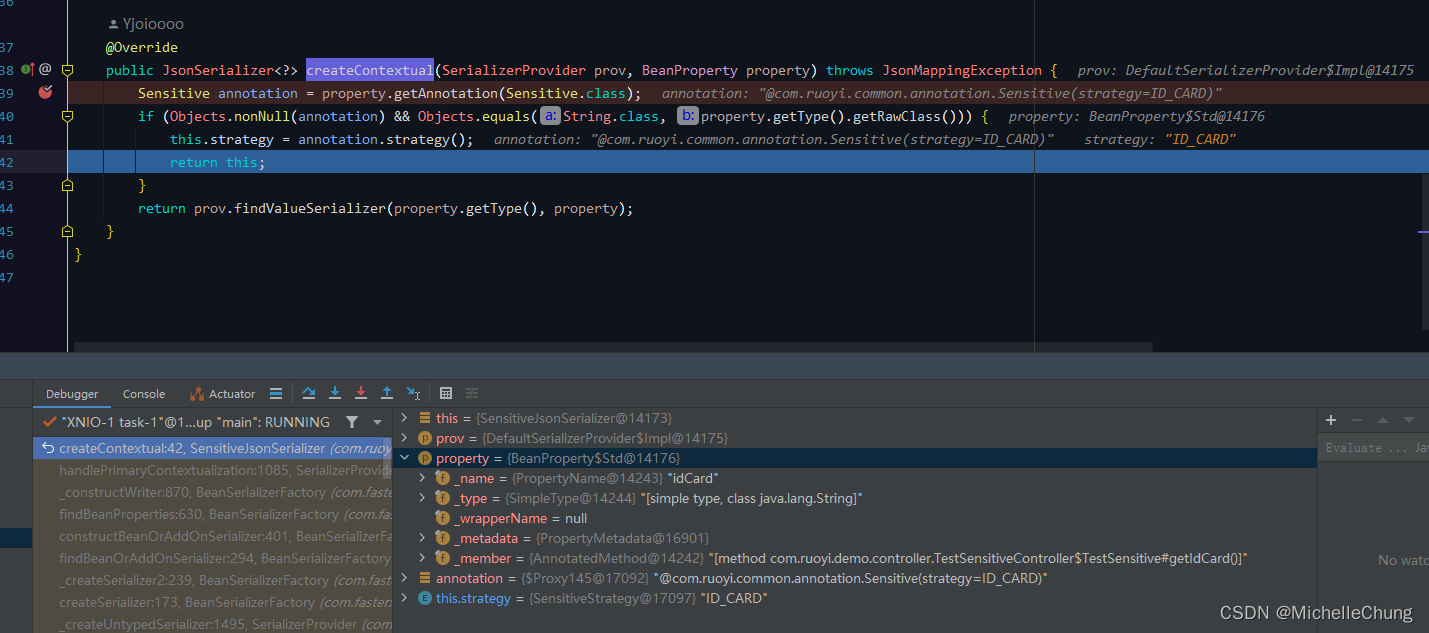 36
Yjoioooo
37 @Override
38 @ public JsonSerializer<?> createContextual(SerializerProvider prov, BeanProperty property) throws JsonMappingException { prov: DefaultSerializerProvider$Impl@14175
39 Sensitive annotation = property.getAnnotation(Sensitive.class); annotation: "@com.ruoyi.common.annotation.Sensitive(strategy=ID_CARD)"
40 if (Objects.nonNull(annotation) && Objects.equals( a: String.class, b: property.getType().getRawClass())) { property: BeanProperty$Std@14176
41 this.strategy = annotation.strategy(); annotation: "@com.ruoyi.common.annotation.Sensitive(strategy=ID_CARD)" strategy: "ID_CARD"
42 return this;
43 }
44 return prov.findValueSerializer(property.getType(), property);
45 }
46 }
47
Debugger Console Actuator
"XNIO-1 task-1"@1...up "main": RUNNING
createContextual:42, SensitiveJsonSerializer (com.ruoy
handlePrimaryContextualization:1085, SerializerProvide
_constructWriter:870, BeanSerializerFactory (com.faste
findBeanProperties:630, BeanSerializerFactory (com.fas
constructBeanOrAddOnSerializer:401, BeanSerializerFa
findBeanOrAddOnSerializer:294, BeanSerializerFactory
_createSerializer2:239, BeanSerializerFactory (com.fast
createSerializer:173, BeanSerializerFactory (com.faster
_createUntypedSerializer:1495, SerializerProvider (com
this = {SensitiveJsonSerializer@14173}
prov = {DefaultSerializerProvider$Impl@14175}
property = {BeanProperty$Std@14176}
_name = {PropertyName@14243} "idCard"
_type = {SimpleType@14244} "[simple type, class java.lang.String]"
_wrapperName = null
_metadata = {PropertyMetadata@16901}
_member = {AnnotatedMethod@14242} "[method com.ruoyi.demo.controller.TestSensitiveController$TestSensitive#getIdCard()]"
annotation = {$Proxy145@17092} "@com.ruoyi.common.annotation.Sensitive(strategy=ID_CARD)"
this.strategy = {SensitiveStrategy@17097} "ID_CARD"
Evaluate ... Jav
No watc
CSDN @MichelleChung